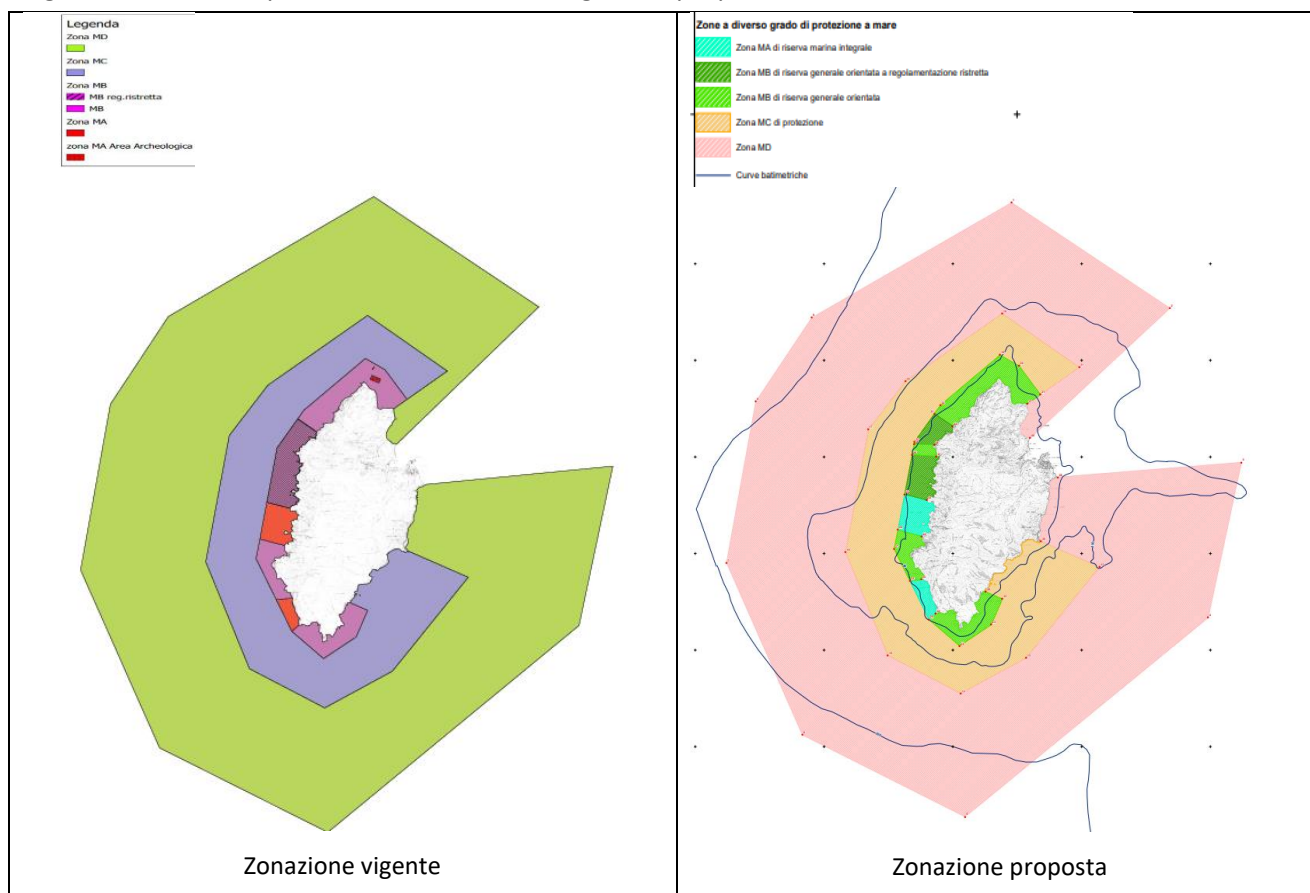 Legenda
Zona MD
Zona MC
Zona MB
MB reg.ristretta
MB
Zona MA
zona MA Area Archeologica
Zonazione vigente
Zone a diverso grado di protezione a mare
Zona MA di riserva marina integrale
Zona MB di riserva generale orientata a regolamentazione ristretta
Zona MB di riserva generale orientata
Zona MC di protezione
Zona MD
Curve batimetriche
Zonazione proposta